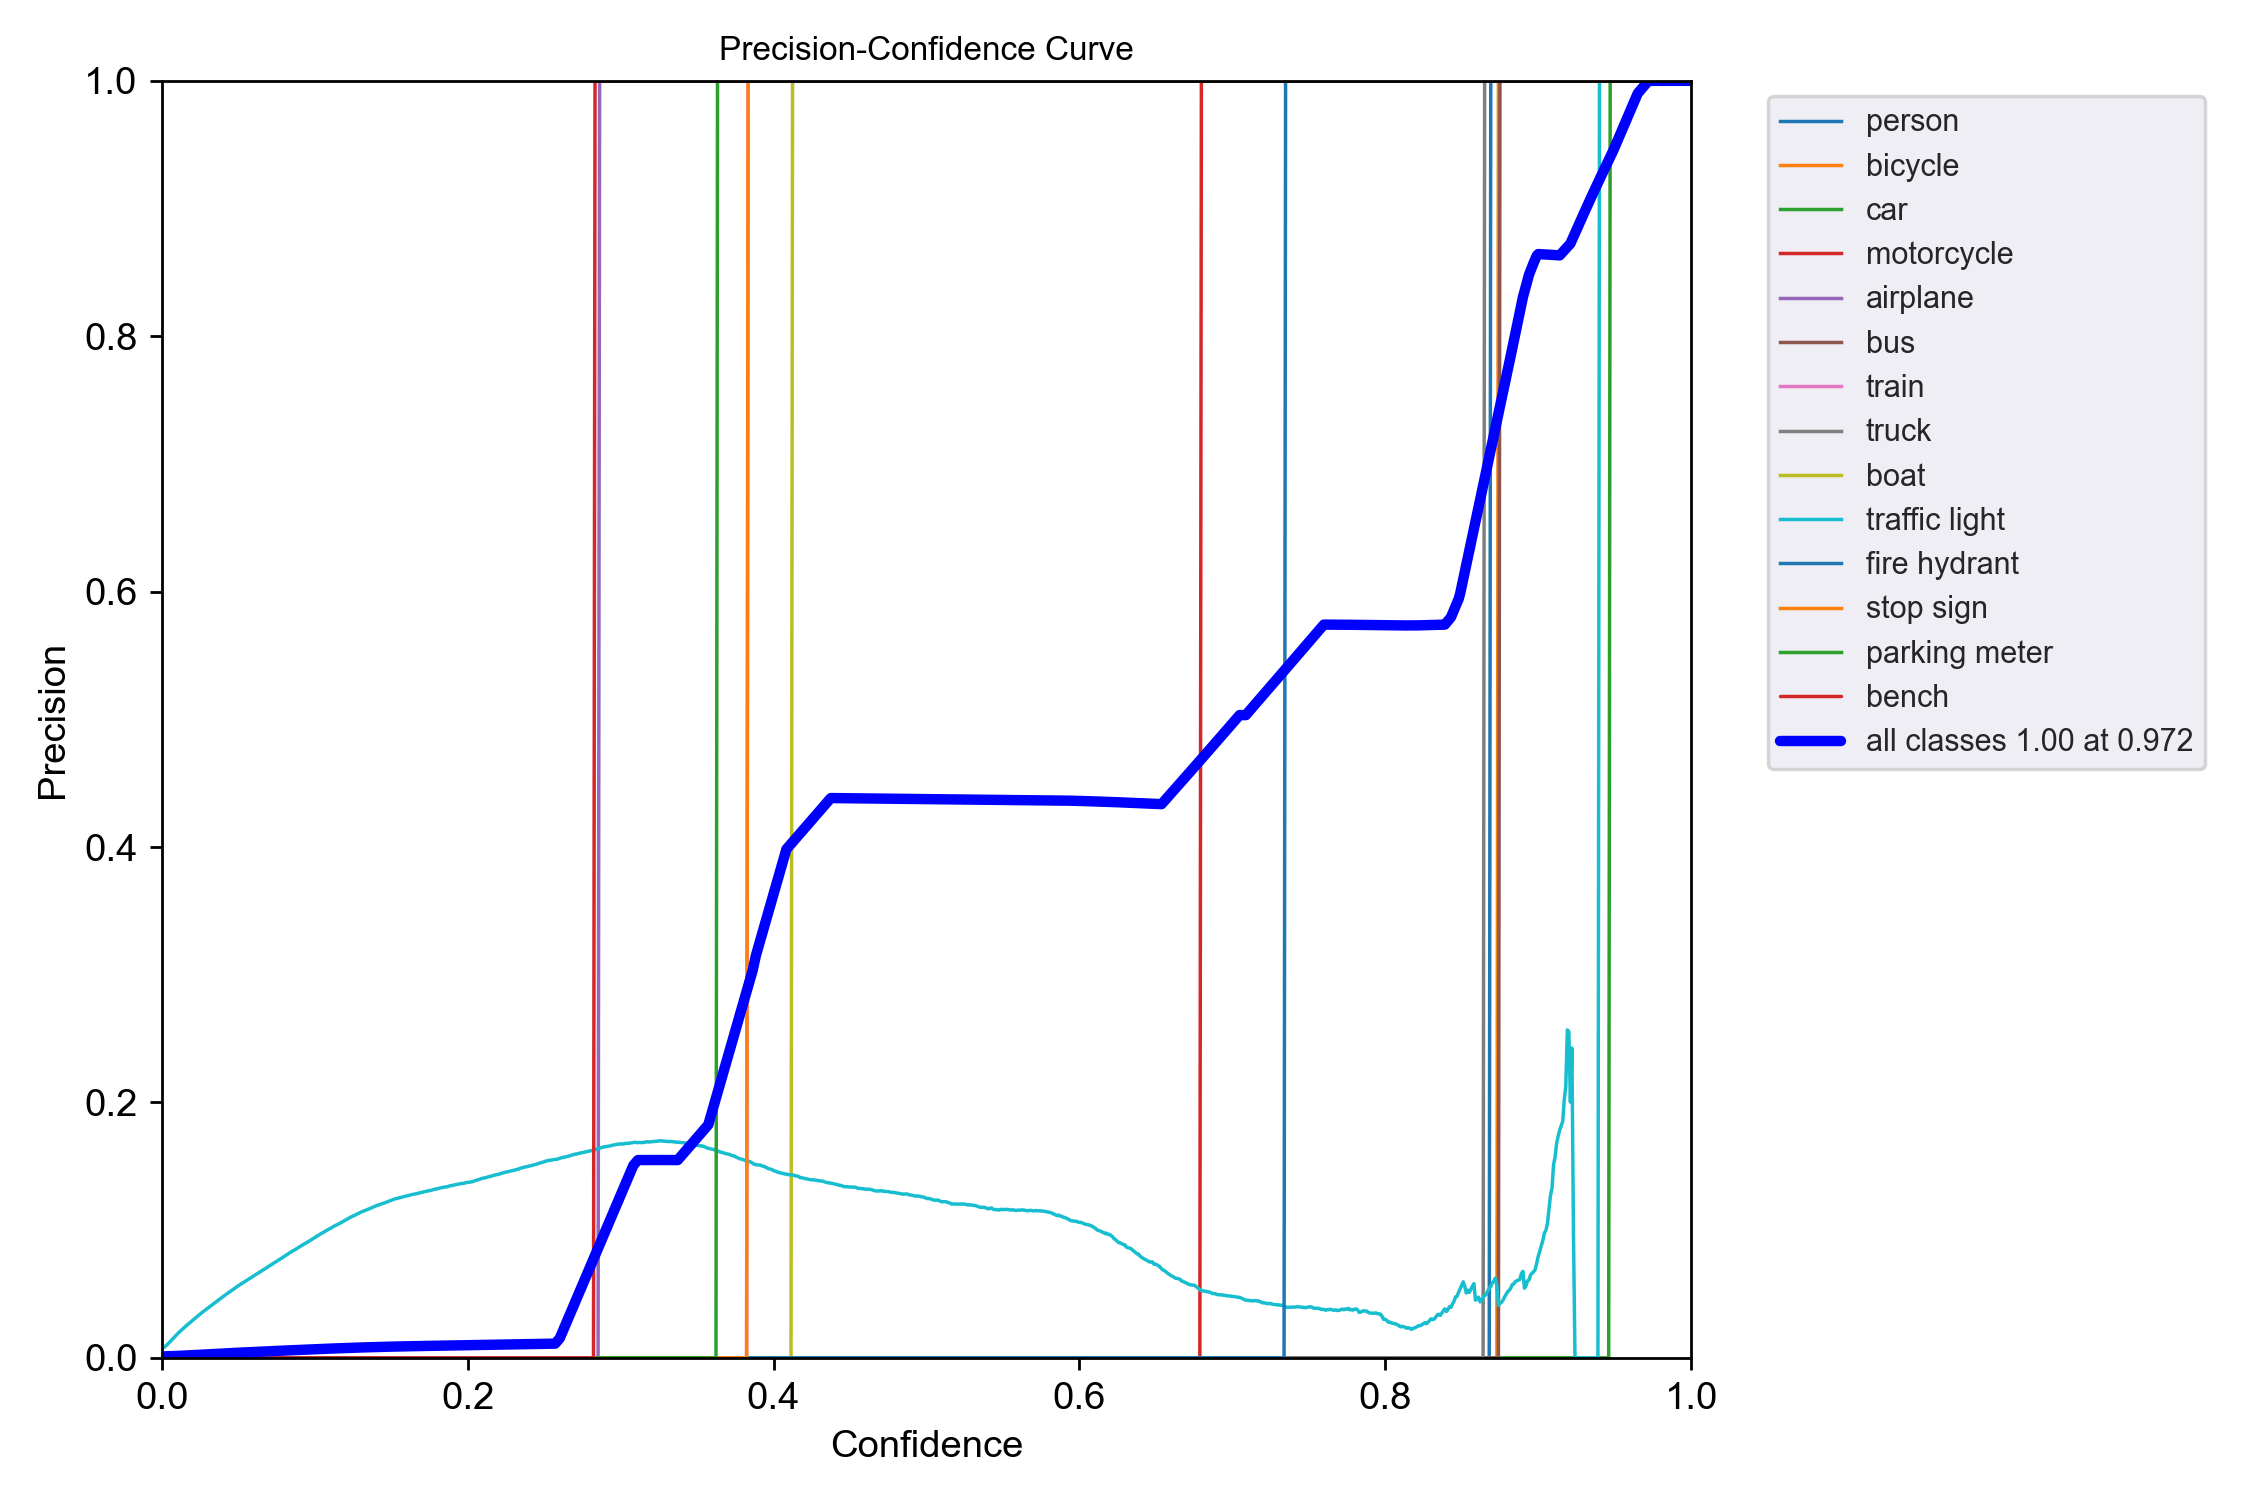 Precision-Confidence Curve
1.0
0.8
0.6
0.4
0.2
0.0
Precision
0.0 0.2 0.4 0.6 0.8 1.0
Confidence
person
bicycle
car
motorcycle
airplane
bus
train
truck
boat
traffic light
fire hydrant
stop sign
parking meter
bench
all classes 1.00 at 0.972